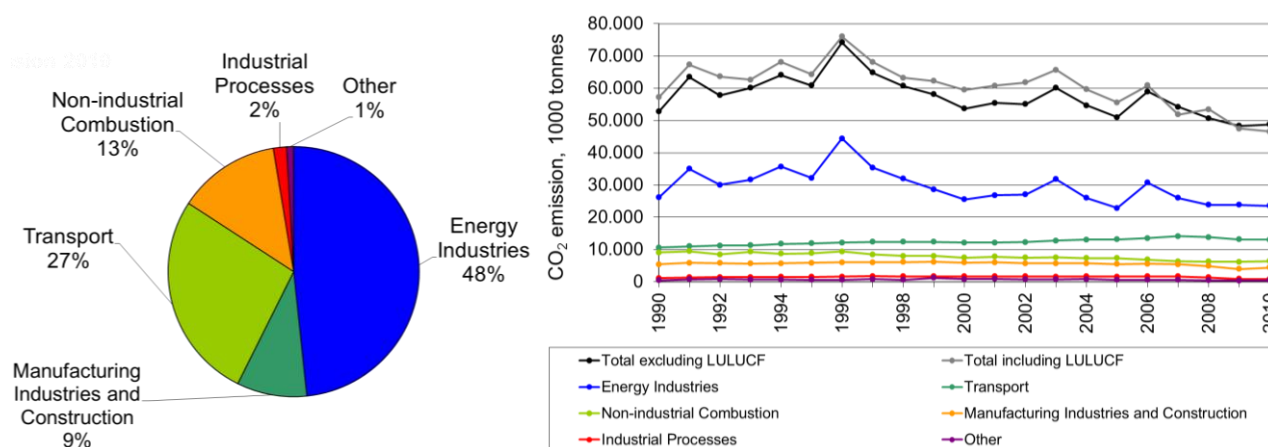 Industrial
Processes
2%
Other
1%
Non-industrial
Combustion
13%
Transport
27%
Energy
Industries
48%
Manufacturing
Industries and
Construction
9%
CO₂ emission, 1000 tonnes
80.000
70.000
60.000
50.000
40.000
30.000
20.000
10.000
0
1990
1992
1994
1996
1998
2000
2002
2004
2006
2008
2010
Total excluding LULUCF
Total including LULUCF
Energy Industries
Transport
Non-industrial Combustion
Manufacturing Industries and Construction
Industrial Processes
Other